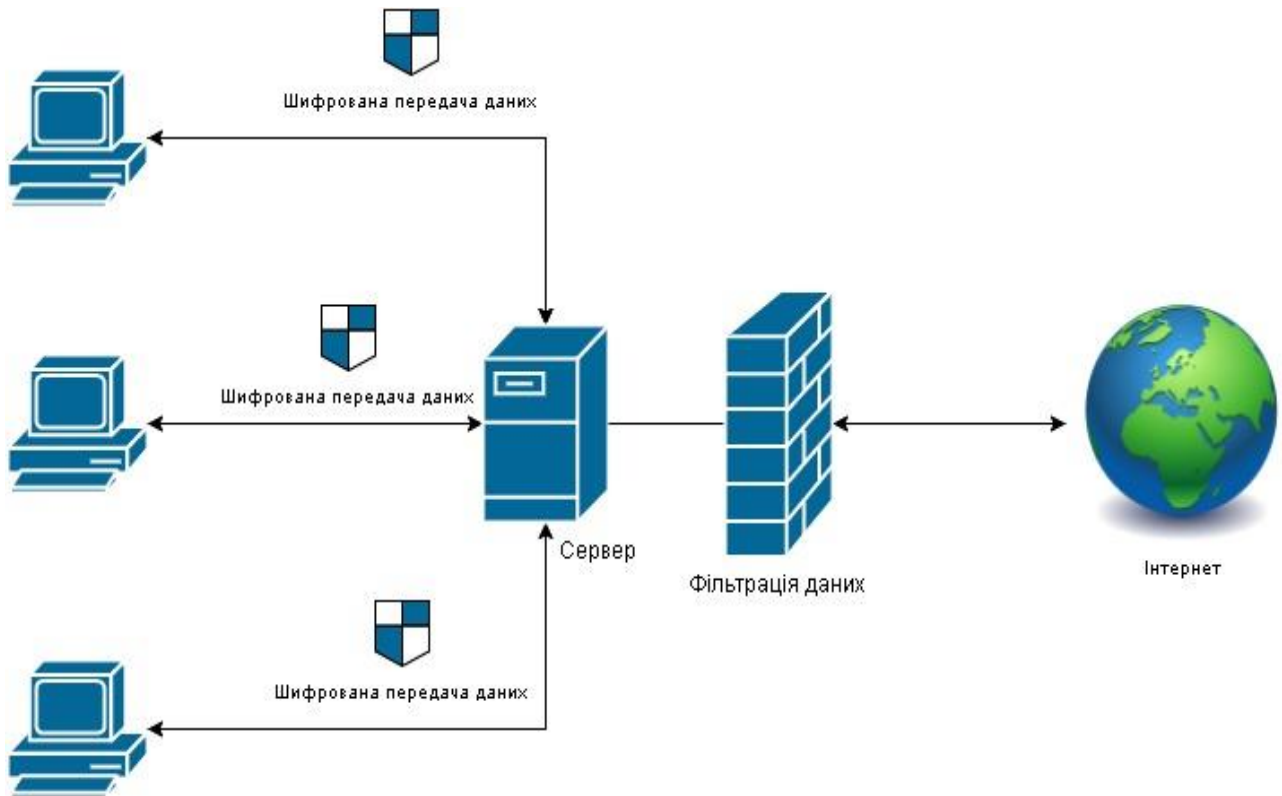 Шифрована передача даних
Шифрована передача даних
Сервер
Фільтрація даних
Інтернет
Шифрована передача даних